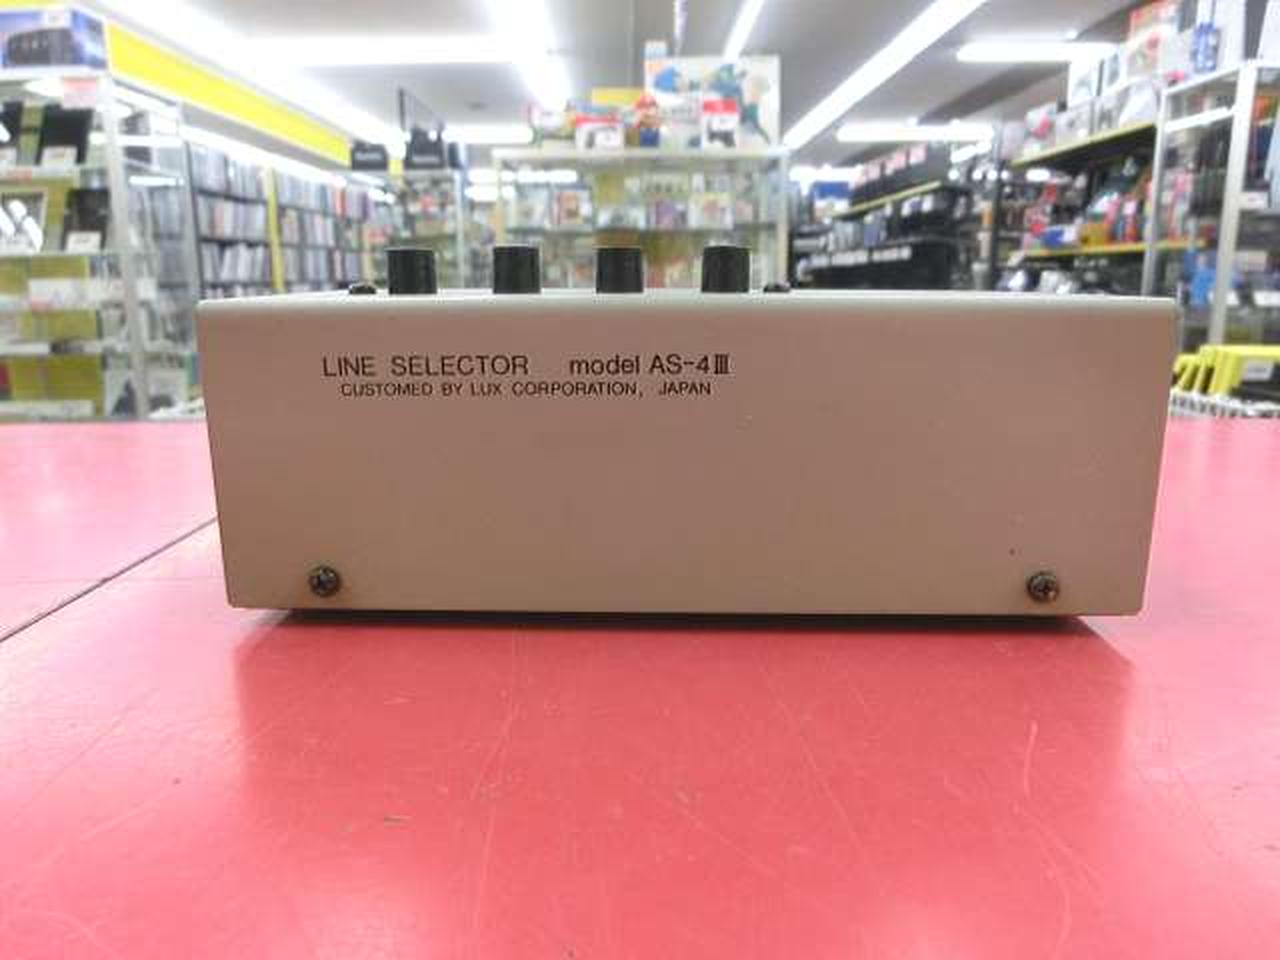 LINE SELECTOR model AS-4Ⅲ
CUSTOMED BY LUX CORPORATION, JAPAN